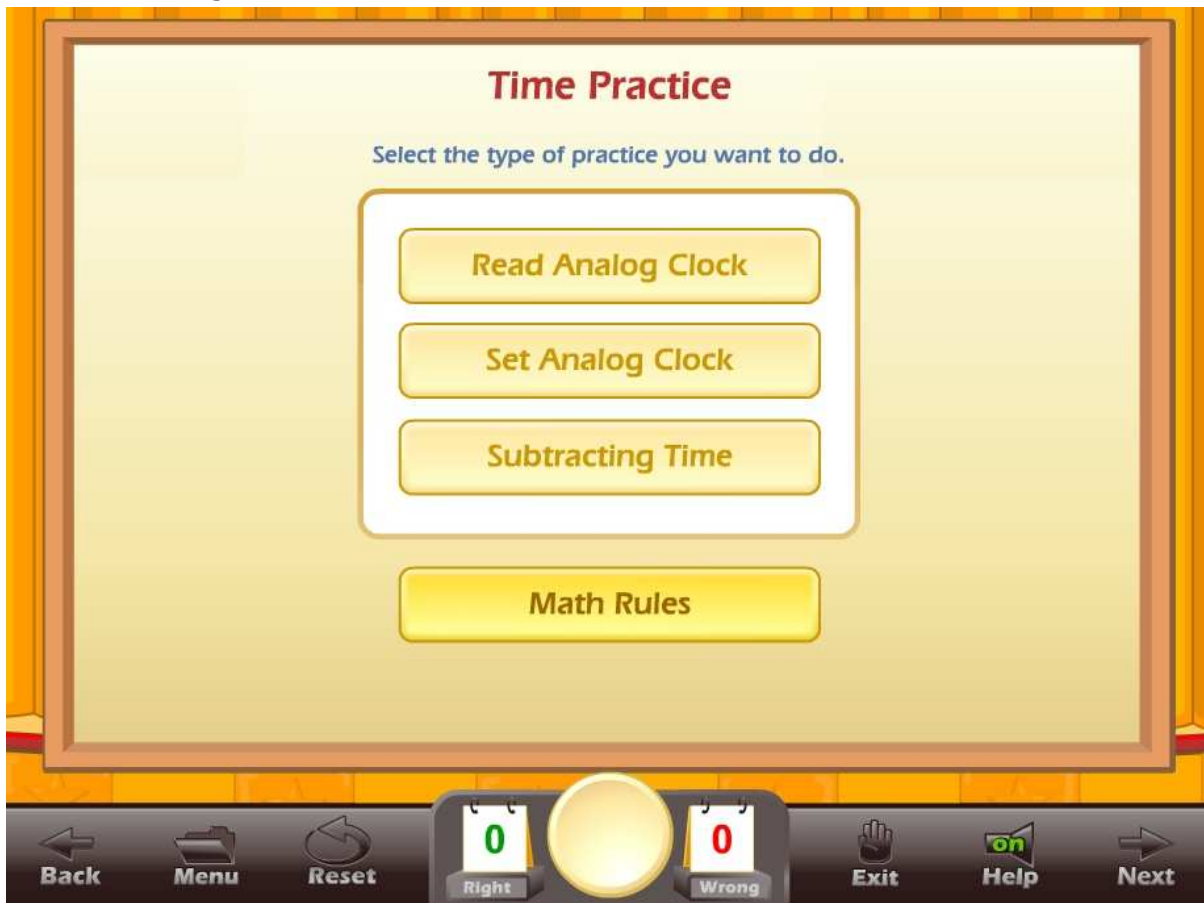 Time Practice
Select the type of practice you want to do.
Read Analog Clock
Set Analog Clock
Subtracting Time
Math Rules
0
0
on
Back
Menu
Reset
Right
Wrong
Exit
Help
Next